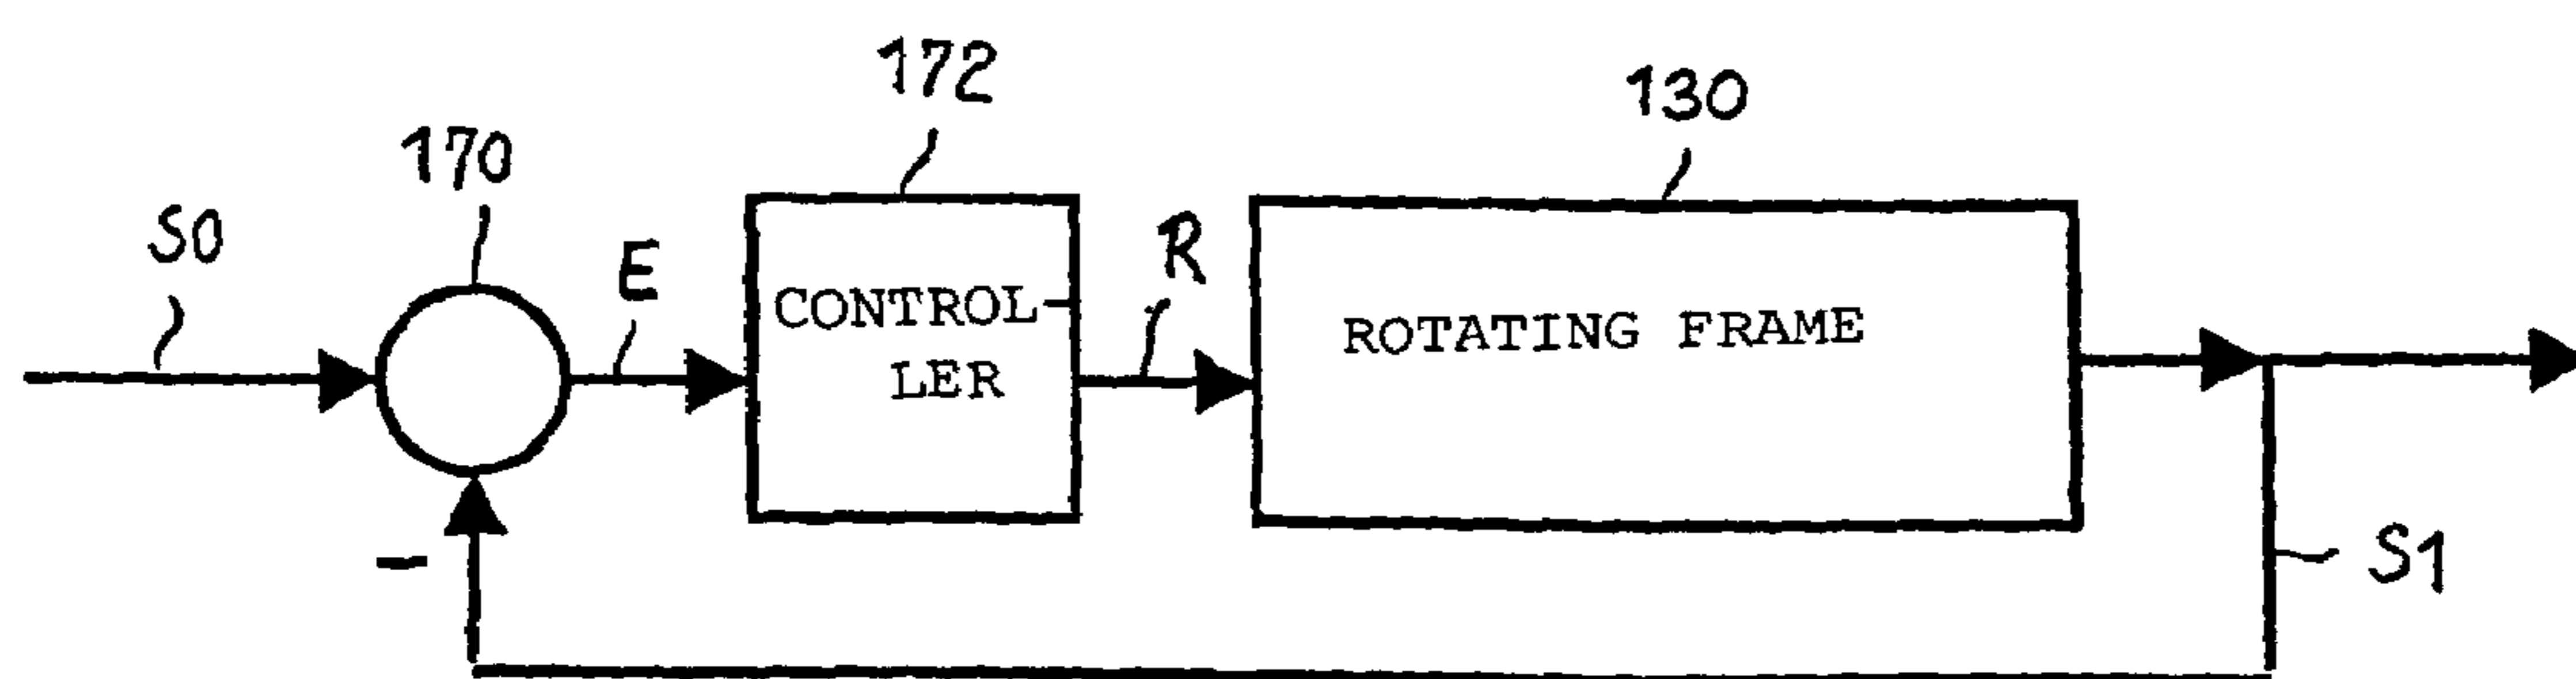 172
130
170
S0
E
R
CONTROL-
LER
ROTATING FRAME
-
S1